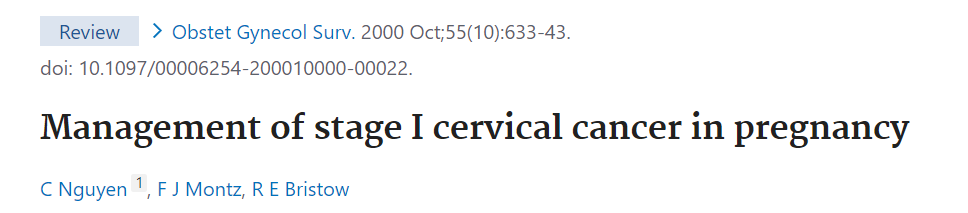 Review > Obstet Gynecol Surv. 2000 Oct;55(10):633-43.
doi: 10.1097/00006254-200010000-00022.
Management of stage I cervical cancer in pregnancy
C Nguyen 1, F J Montz, R E Bristow